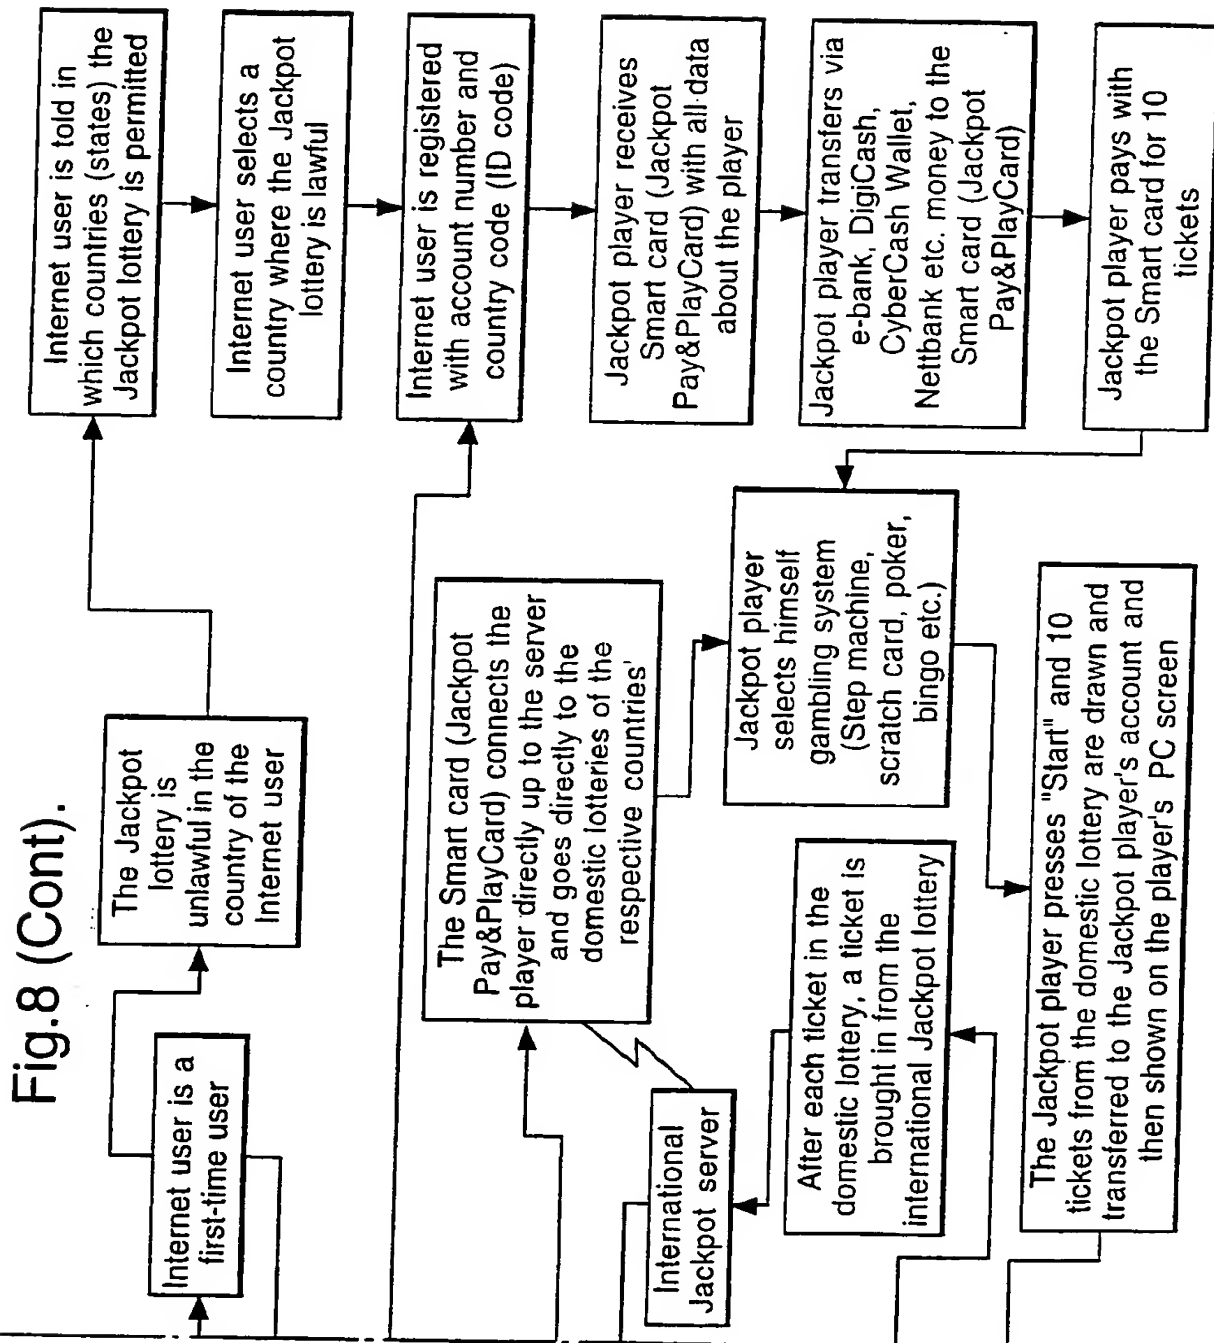 Fig.8 (Cont).
Internet user is a
first-time user
The Jackpot
lottery is
unlawful in the
country of the
Internet user
Internet user is told in
which countries (states) the
Jackpot lottery is permitted
Internet user selects a
country where the Jackpot
lottery is lawful
Internet user is registered
with account number and
country code (ID code)
Jackpot player receives
Smart card (Jackpot
Pay&PlayCard) with all data
about the player
Jackpot player transfers via
e-bank, DigiCash,
CyberCash Wallet,
Nettbank etc. money to the
Smart card (Jackpot
Pay&PlayCard)
Jackpot player pays with
the Smart card for 10
tickets
The Smart card (Jackpot
Pay&PlayCard) connects the
player directly up to the server
and goes directly to the
domestic lotteries of the
respective countries'
Jackpot player
selects himself
gambling system
(Step machine,
scratch card, poker,
bingo etc.)
International
Jackpot server
After each ticket in the
domestic lottery, a ticket is
brought in from the
international Jackpot lottery
The Jackpot player presses "Start" and 10
tickets from the domestic lottery are drawn and
transferred to the Jackpot player's account and
then shown on the player's PC screen